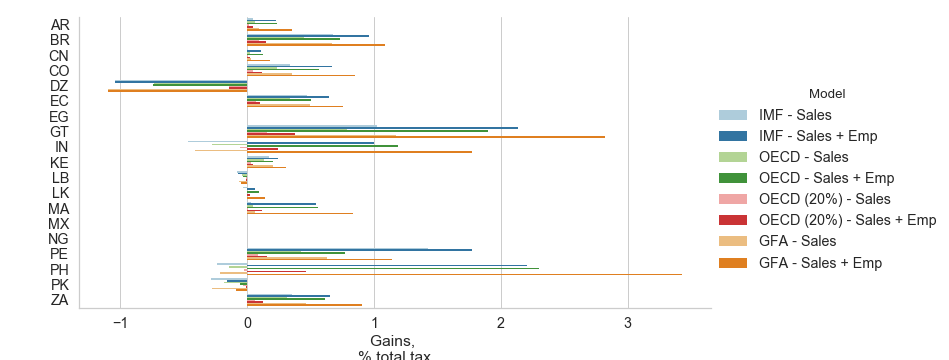 AR
BR
CN
CO
DZ
EC
EG
GT
IN
KE
LB
LK
MA
MX
NG
PE
PH
PK
ZA
−1
0
1
2
3
Gains,
% total tax
Model
IMF - Sales
IMF - Sales + Emp
OECD - Sales
OECD - Sales + Emp
OECD (20%) - Sales
OECD (20%) - Sales + Emp
GFA - Sales
GFA - Sales + Emp